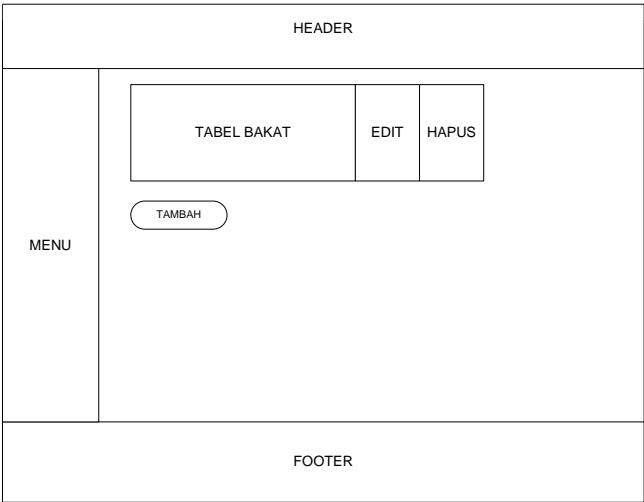 HEADER
TABEL BAKAT
EDIT
HAPUS
TAMBAH
MENU
FOOTER